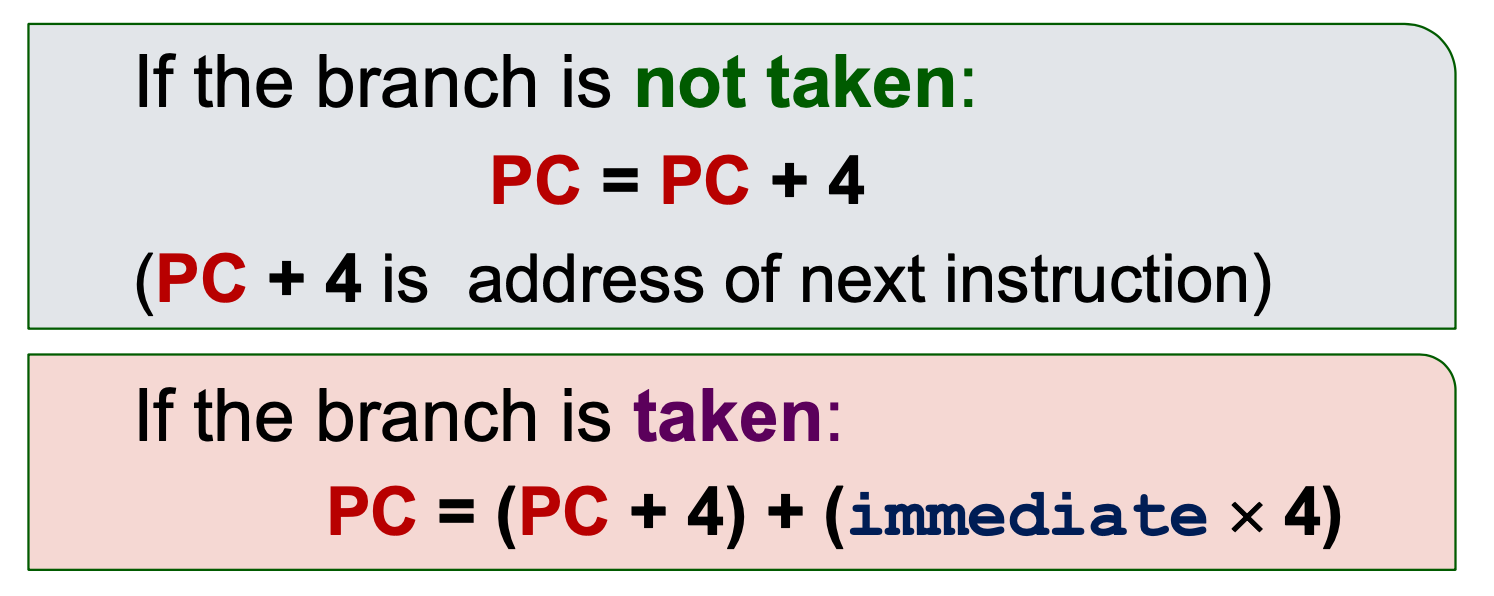 If the branch is not taken:
PC = PC + 4
(PC + 4 is address of next instruction)
If the branch is taken:
PC = (PC + 4) + (immediate × 4)